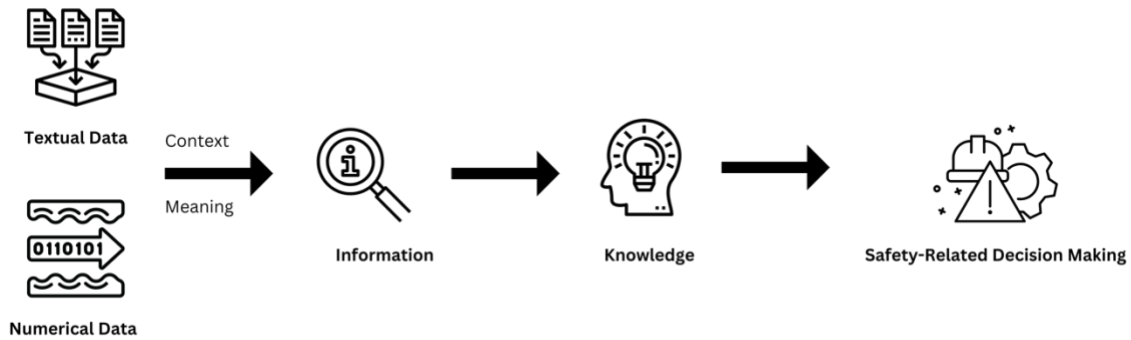 Textual Data
Context
Meaning
0110101
Numerical Data
i
Information
Knowledge
!
Safety-Related Decision Making